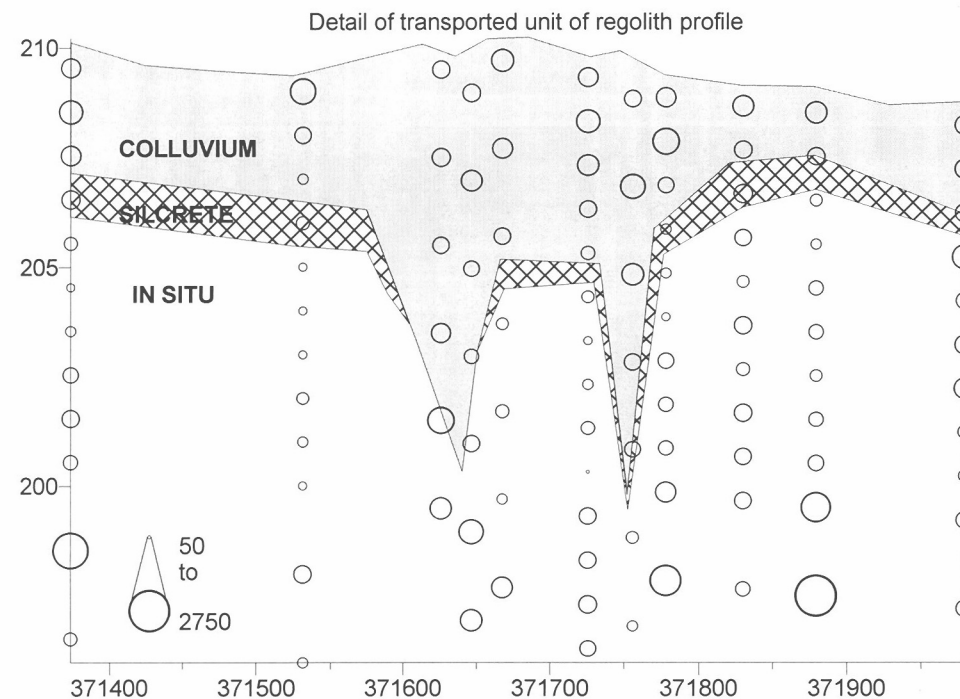 Detail of transported unit of regolith profile
210
COLLUVIUM
SILCRETE
205
IN SITU
200
50
to
2750
371400 371500 371600 371700 371800 371900